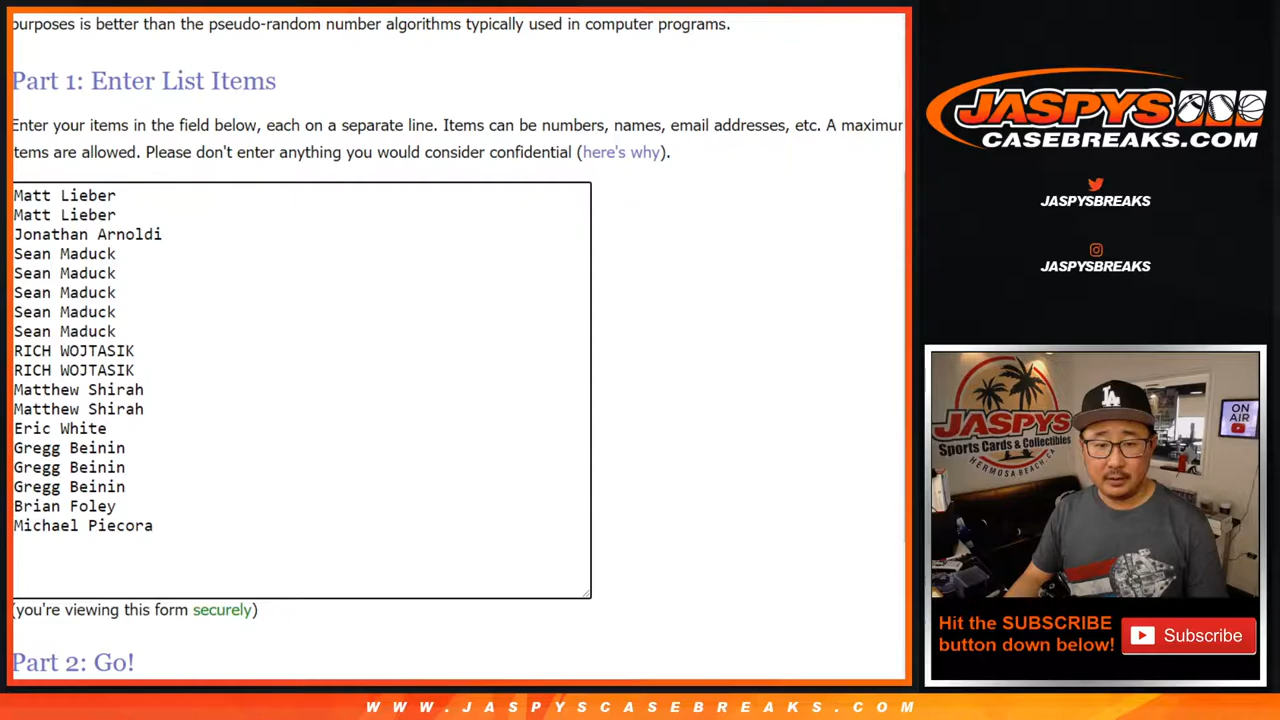 purposes is better than the pseudo-random number algorithms typically used in computer programs.
Part 1: Enter List Items
Enter your items in the field below, each on a separate line. Items can be numbers, names, email addresses, etc. A maximum
items are allowed. Please don't enter anything you would consider confidential (here's why).
Matt Lieber
Matt Lieber
Jonathan Arnoldi
Sean Maduck
Sean Maduck
Sean Maduck
Sean Maduck
Sean Maduck
RICH WOJTASIK
RICH WOJTASIK
Matthew Shirah
Matthew Shirah
Eric White
Gregg Beinin
Gregg Beinin
Gregg Beinin
Brian Foley
Michael Piecora
(you're viewing this form securely)
Part 2: Go!
JASPYS
CASEBREAKS.COM
JASPYSBREAKS
JASPYSBREAKS
JASPYS
Sports Cards & Collectibles
HERMOSA BEACH, CA
LA
ON
AIR
Hit the SUBSCRIBE
button down below!
Subscribe
WWW.JASPYSCASEBREAKS.COM